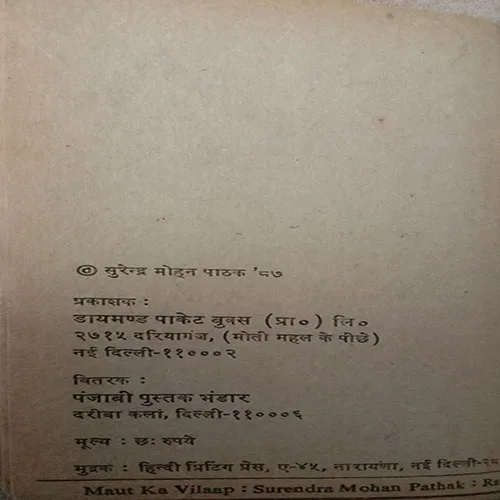 © सुरेन्द्र मोहन पाठक '८७
प्रकाशक :
डायमण्ड पाकेट बुक्स (प्रा०) लि०
२७१५ दरियागंज, (मोती महल के पीछे)
नई दिल्ली-११०००२
वितरक :
पंजाबी पुस्तक भंडार
दरीबा कलां, दिल्ली-११०००६
मूल्य : छः रुपये
मुद्रक : हिन्दी प्रिंटिंग प्रेस, ए-४५, नारायणा, नई दिल्ली-२८
Maut Ka Vilaap : Surendra Mohan Pathak :